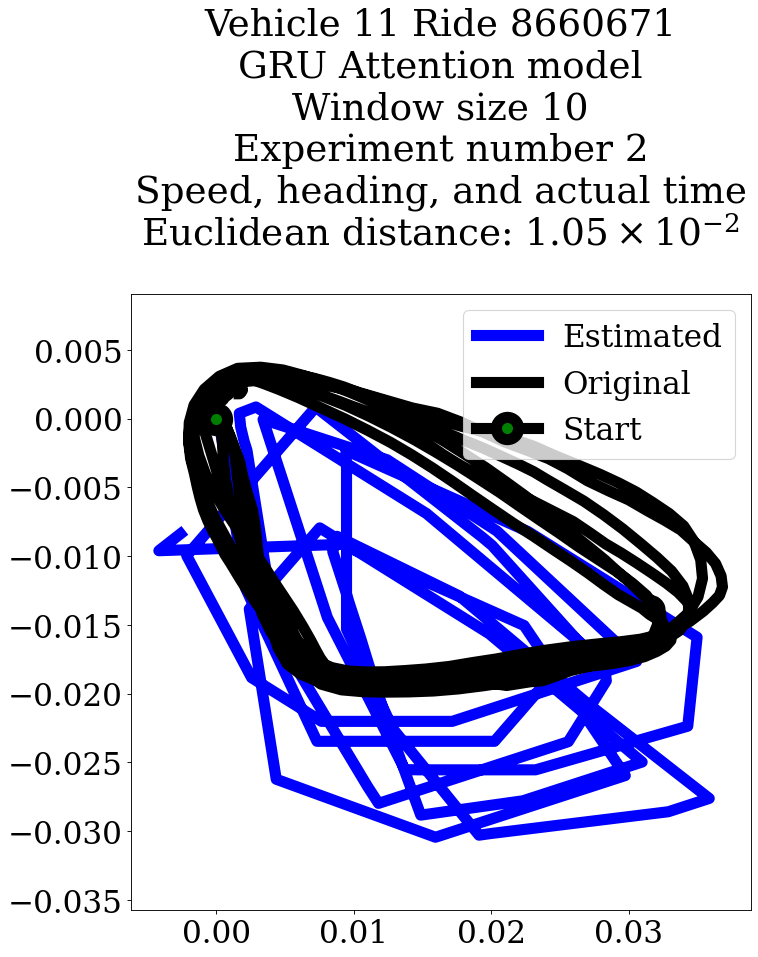 Vehicle 11 Ride 8660671
GRU Attention model
Window size 10
Experiment number 2
Speed, heading, and actual time
Euclidean distance: 1.05 × 10⁻²
Estimated
Original
Start
0.005
0.000
−0.005
−0.010
−0.015
−0.020
−0.025
−0.030
−0.035
0.00 0.01 0.02 0.03